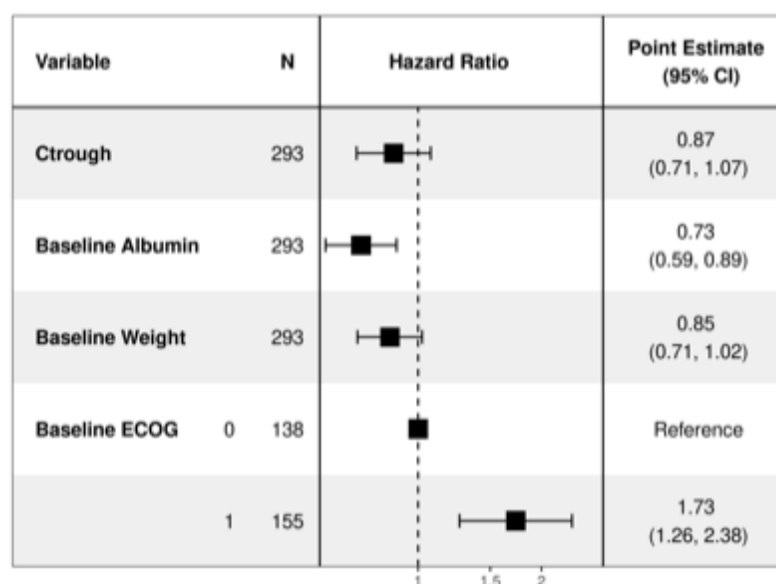 Variable N Hazard Ratio Point Estimate (95% CI)
Ctrough 293 0.87 (0.71, 1.07)
Baseline Albumin 293 0.73 (0.59, 0.89)
Baseline Weight 293 0.85 (0.71, 1.02)
Baseline ECOG 0 138 Reference
1 155 1.73 (1.26, 2.38)
1 1.5 2